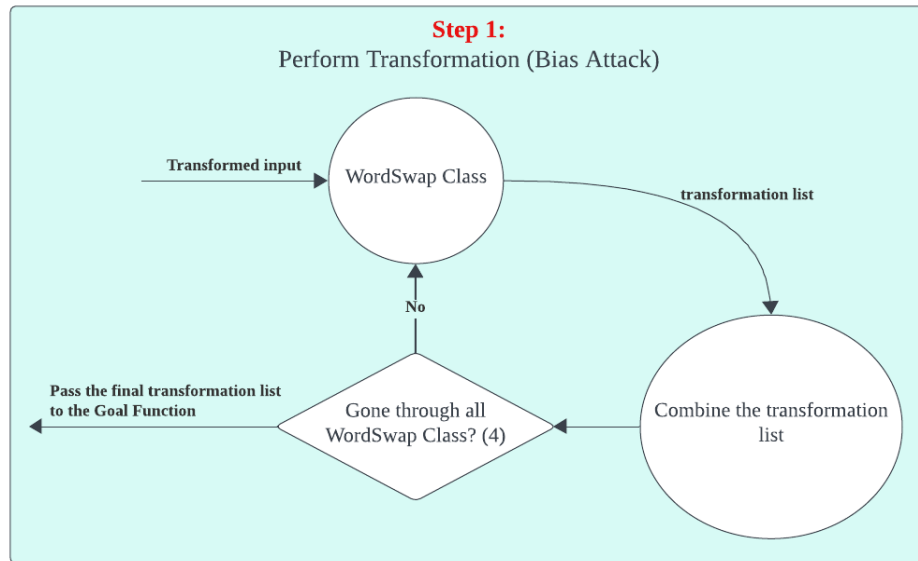 Step 1:
Perform Transformation (Bias Attack)
Transformed input
WordSwap Class
transformation list
No
Pass the final transformation list
to the Goal Function
Gone through all
WordSwap Class? (4)
Combine the transformation
list